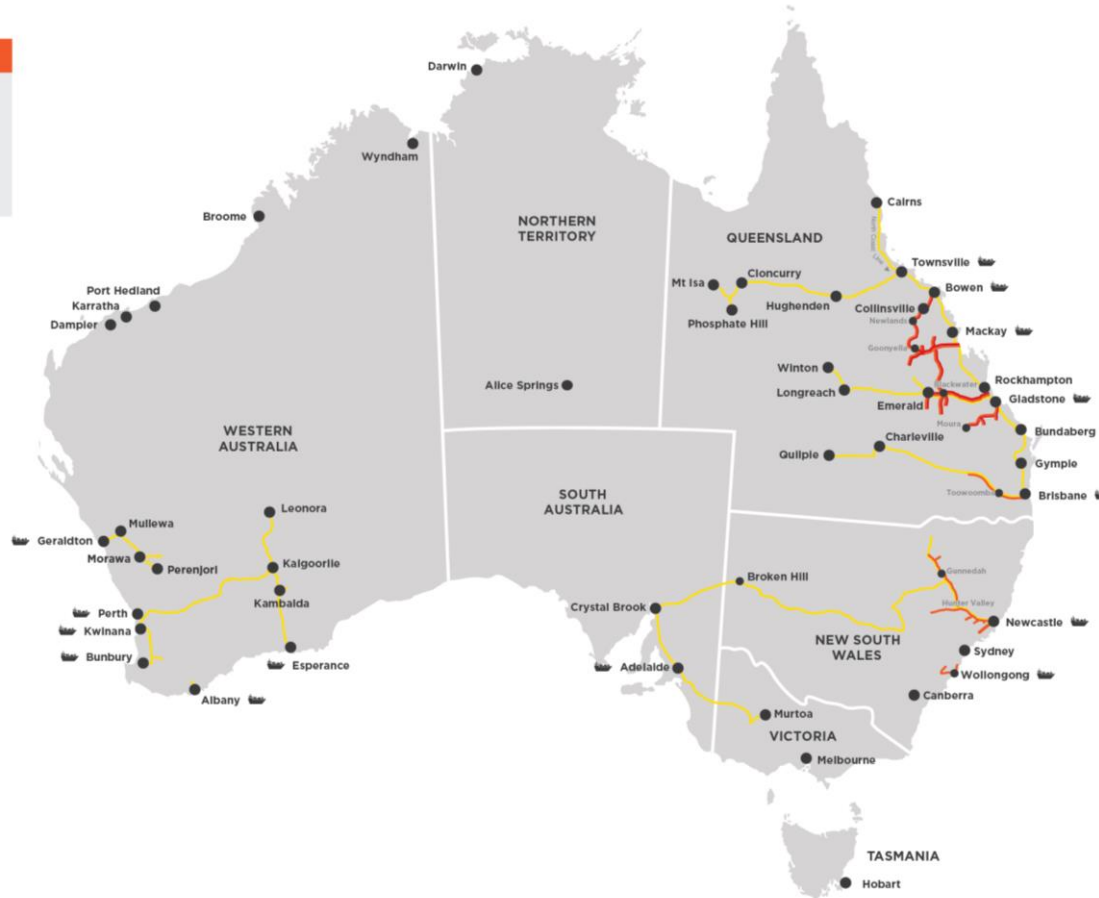 Darwin
Wyndham
Broome
NORTHERN
TERRITORY
QUEENSLAND
Cairns
North Coast Line
Townsville
Mt Isa
Cloncurry
Bowen
Port Hedland
Karratha
Dampier
Hughenden
Collinsville
Newlands
Phosphate Hill
Mackay
Goonyella
Winton
Alice Springs
Longreach
Blackwater
Rockhampton
Emerald
Gladstone
WESTERN
AUSTRALIA
Moura
Bundaberg
Charleville
Quilpie
Gympie
SOUTH
AUSTRALIA
Toowoomba
Brisbane
Leonora
Mullewa
Geraldton
Morawa
Perenjori
Kalgoorlie
Kambalda
Gunnedah
Broken Hill
Perth
Crystal Brook
Hunter Valley
Kwinana
Newcastle
NEW SOUTH
WALES
Bunbury
Esperance
Adelaide
Sydney
Wollongong
Albany
Canberra
Murtoa
VICTORIA
Melbourne
TASMANIA
Hobart